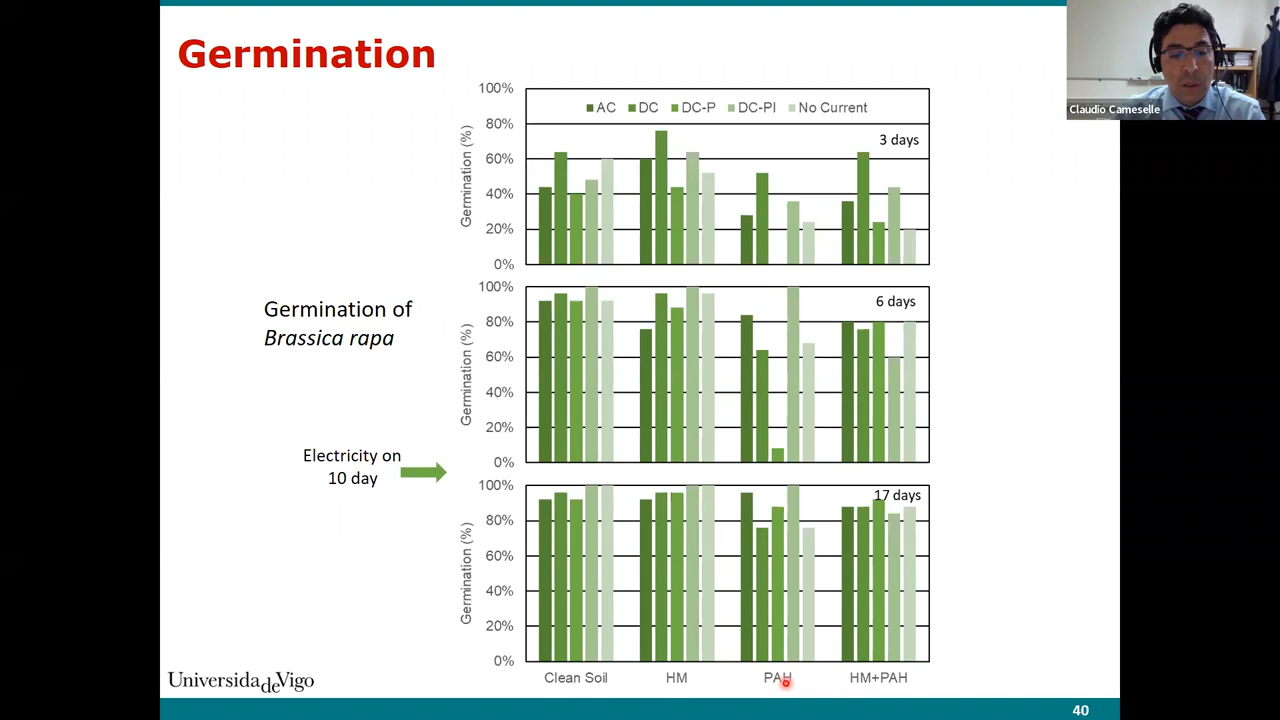 Germination
Claudio Cameselle
AC DC DC-P DC-PI No Current
3 days
Germination (%)
100%
80%
60%
40%
20%
0%
Germination of
Brassica rapa
6 days
Germination (%)
100%
80%
60%
40%
20%
0%
Electricity on
10 day
17 days
Germination (%)
100%
80%
60%
40%
20%
0%
Clean Soil HM PAH HM+PAH
UniversidadeVigo
40